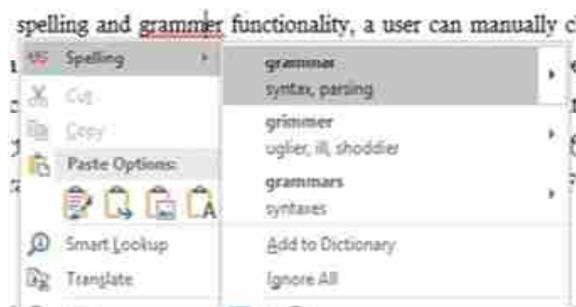 spelling and grammer functionality, a user can manually c
Spelling
Cut
Copy
Paste Options:
Smart Lookup
Translate
grammar
syntax, parsing
grimmer
uglier, ill, shoddier
grammars
syntaxes
Add to Dictionary
Ignore All